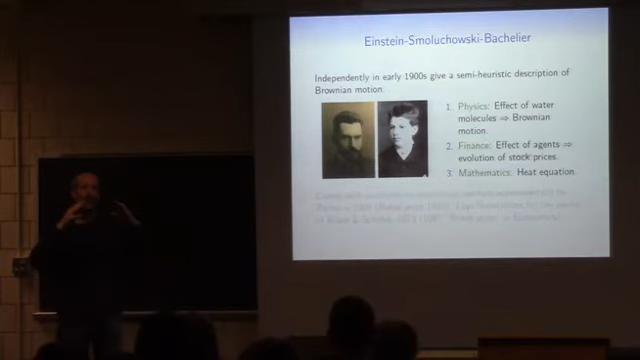 Einstein-Smoluchowski-Bachelier
Independently in early 1900s give a semi-heuristic description of
Brownian motion.
1. Physics: Effect of water
molecules ⇒ Brownian
motion.
2. Finance: Effect of agents ⇒
evolution of stock prices.
3. Mathematics: Heat equation.